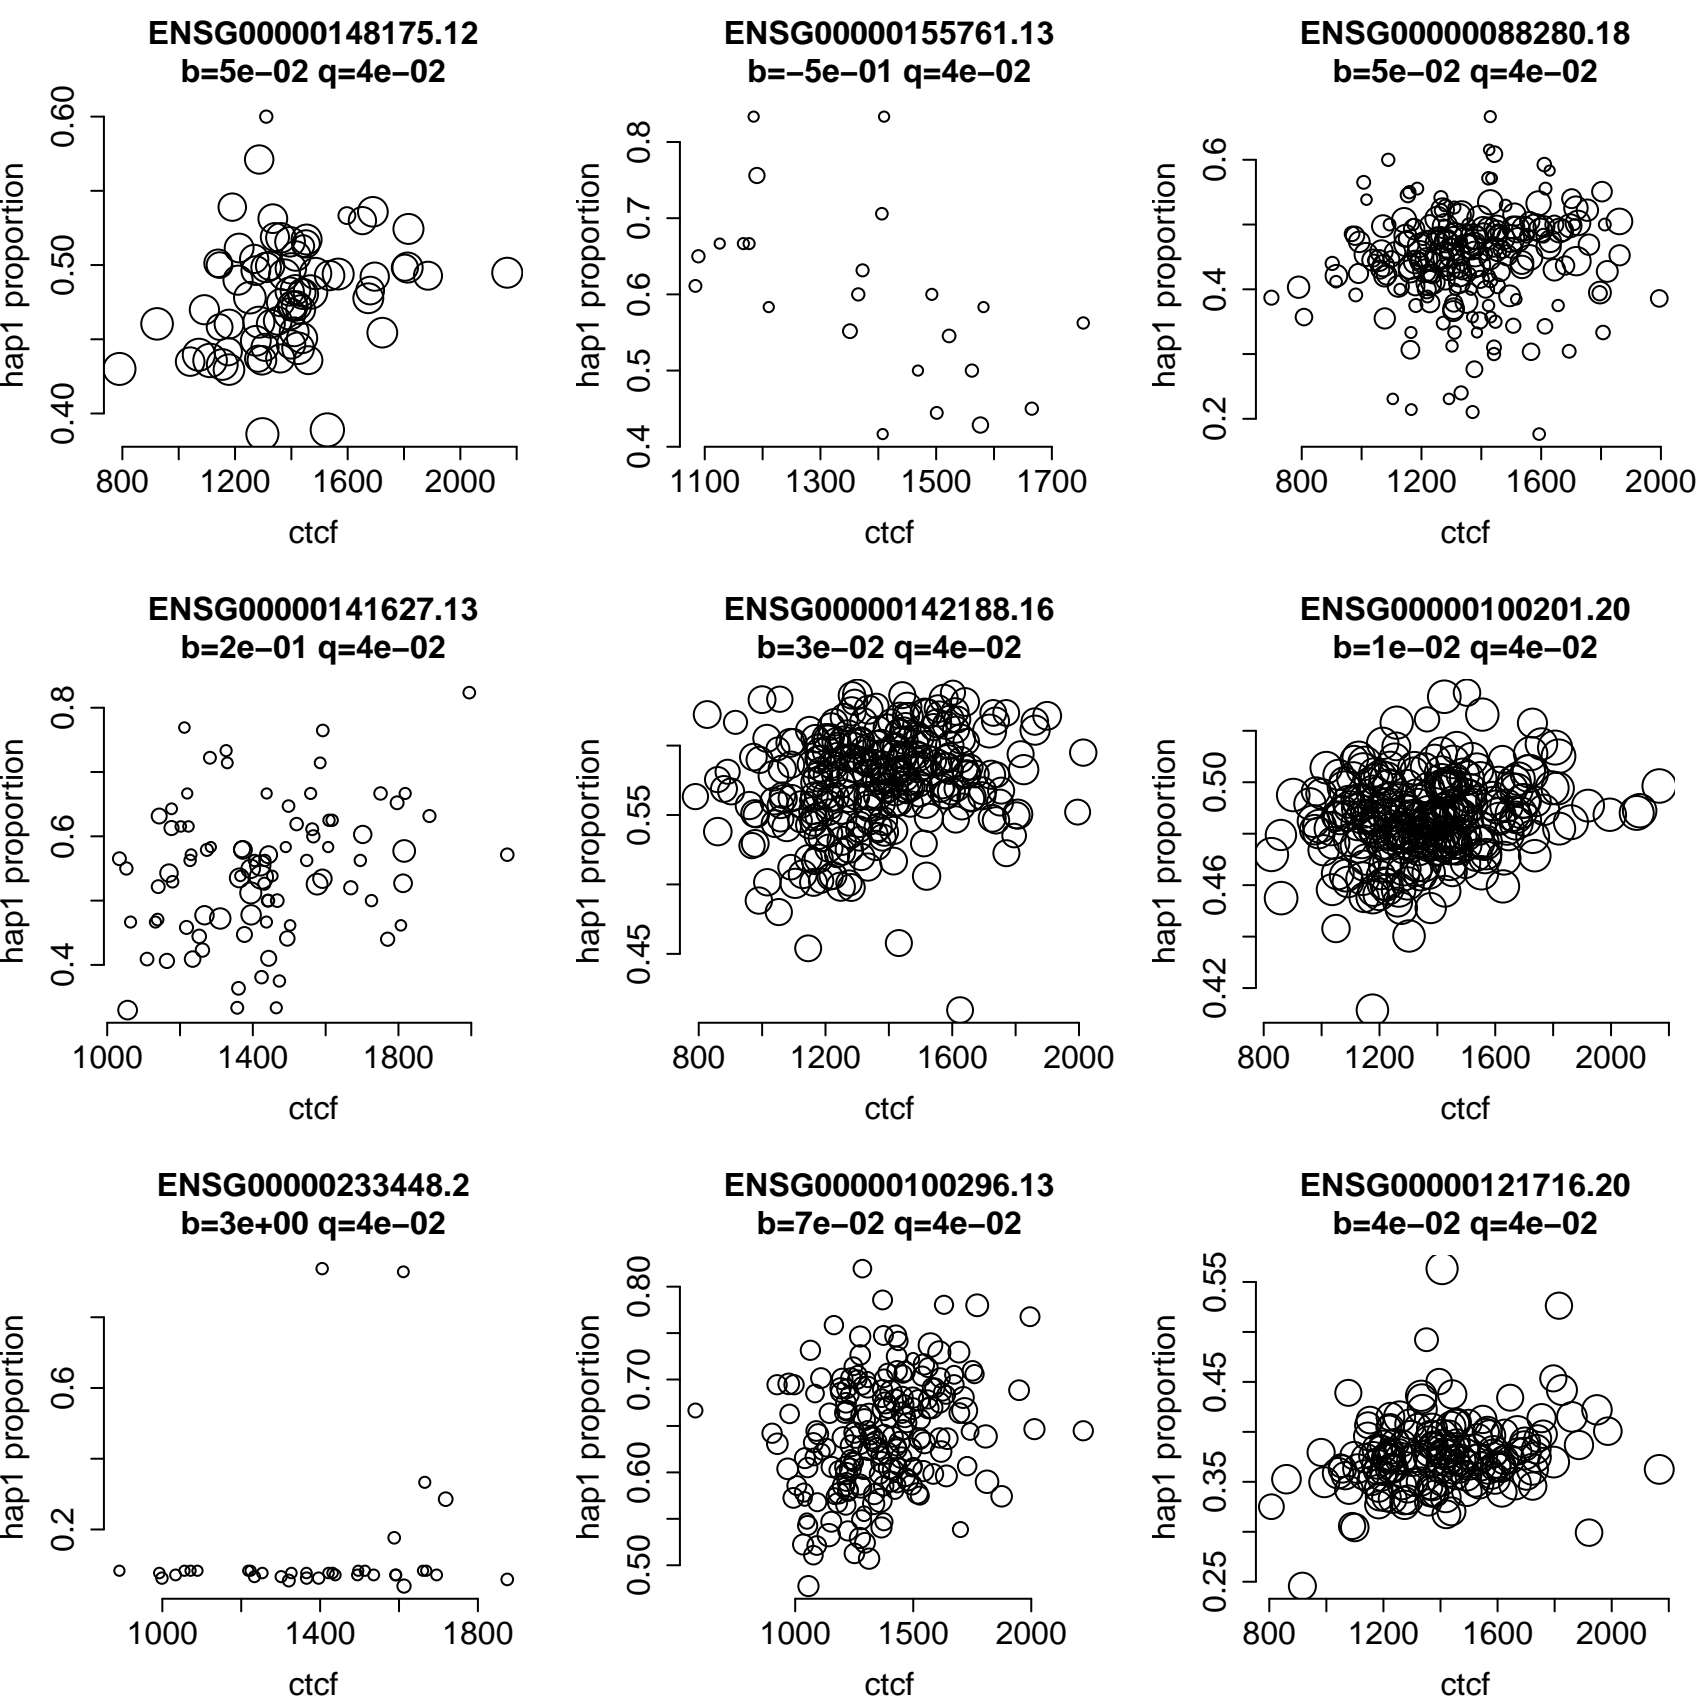 ENSG00000148175.12
b=5e−02 q=4e−02
hap1 proportion
0.40 0.50 0.60
800 1200 1600 2000
ctcf
ENSG00000155761.13
b=−5e−01 q=4e−02
hap1 proportion
0.4 0.5 0.6 0.7 0.8
1100 1300 1500 1700
ctcf
ENSG00000088280.18
b=5e−02 q=4e−02
hap1 proportion
0.2 0.4 0.6
800 1200 1600 2000
ctcf
ENSG00000141627.13
b=2e−01 q=4e−02
hap1 proportion
0.4 0.6 0.8
1000 1400 1800
ctcf
ENSG00000142188.16
b=3e−02 q=4e−02
hap1 proportion
0.45 0.55
800 1200 1600 2000
ctcf
ENSG00000100201.20
b=1e−02 q=4e−02
hap1 proportion
0.42 0.46 0.50
800 1200 1600 2000
ctcf
ENSG00000233448.2
b=3e+00 q=4e−02
hap1 proportion
0.2 0.6
1000 1400 1800
ctcf
ENSG00000100296.13
b=7e−02 q=4e−02
hap1 proportion
0.50 0.60 0.70 0.80
1000 1500 2000
ctcf
ENSG00000121716.20
b=4e−02 q=4e−02
hap1 proportion
0.25 0.35 0.45 0.55
800 1200 1600 2000
ctcf